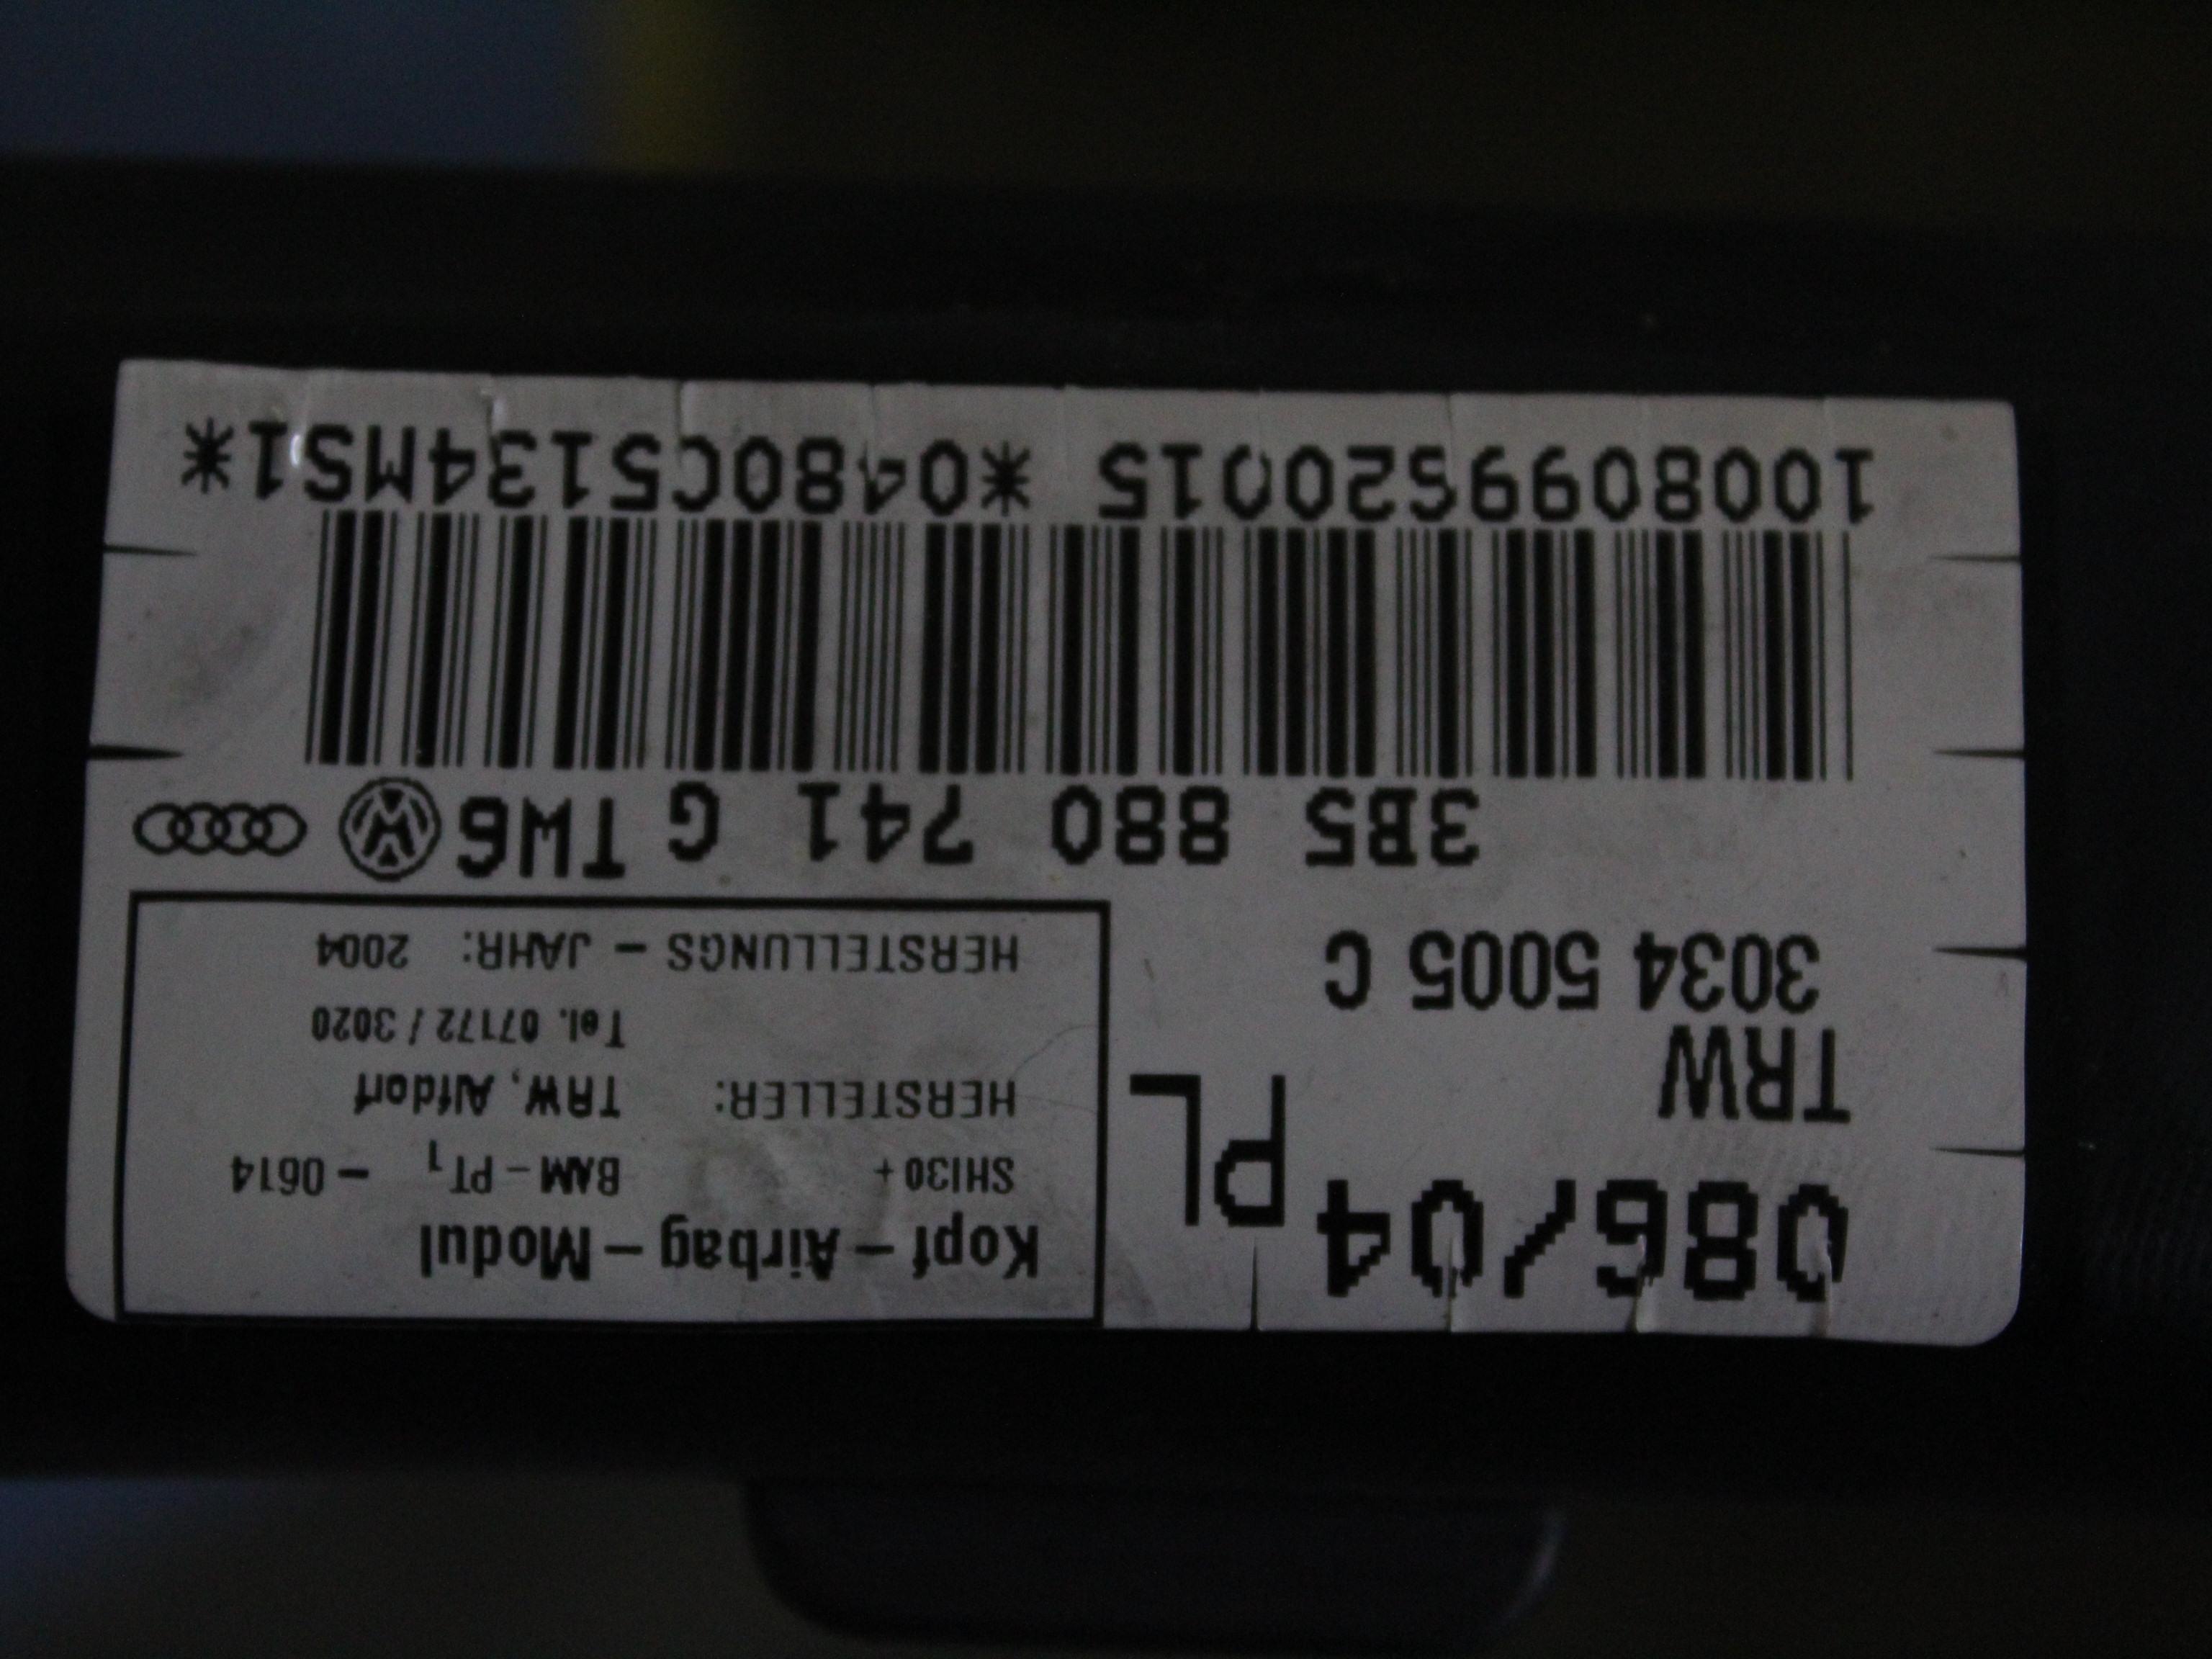 Kopf – Airbag – Modul
SHI30 + BAM – PT1 – 0614
HERSTELLER: TRW, Alfdorf
Tel. 07172 / 3020
HERSTELLUNGS – JAHR: 2004
086/04 PL
TRW
3034 5005 C
3B5 880 741 G TW6
1008099520015 *0480C5134MS1*